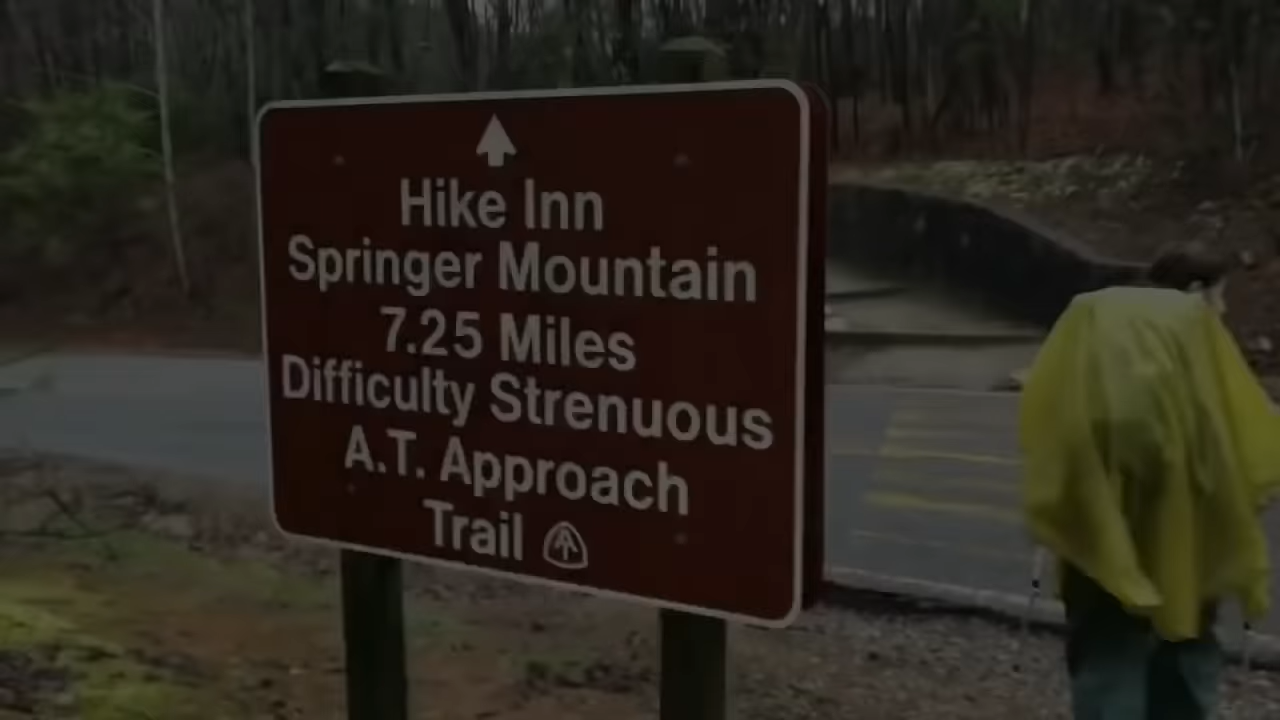 Hike Inn
Springer Mountain
7.25 Miles
Difficulty Strenuous
A.T. Approach
Trail